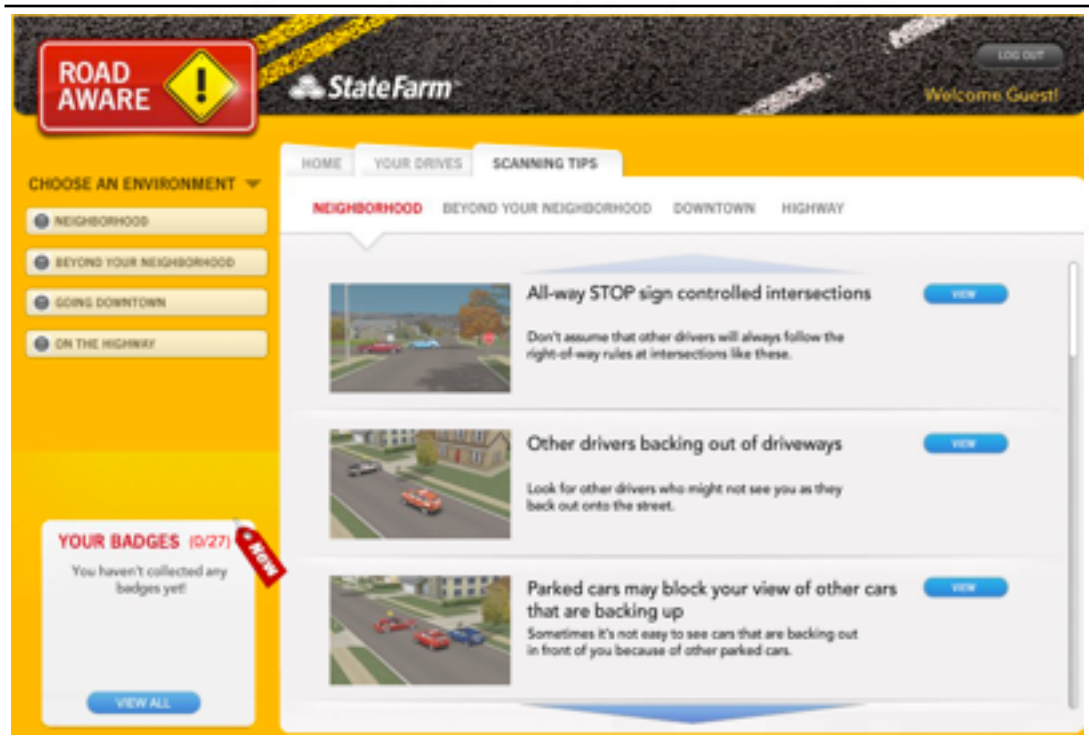 ROAD
AWARE
!
StateFarm™
LOG OUT
Welcome Guest!
CHOOSE AN ENVIRONMENT
NEIGHBORHOOD
BEYOND YOUR NEIGHBORHOOD
GOING DOWNTOWN
ON THE HIGHWAY
YOUR BADGES (0/27)
New
You haven't collected any
badges yet!
VIEW ALL
HOME YOUR DRIVES SCANNING TIPS
NEIGHBORHOOD BEYOND YOUR NEIGHBORHOOD DOWNTOWN HIGHWAY
All-way STOP sign controlled intersections
VIEW
Don't assume that other drivers will always follow the
right-of-way rules at intersections like these.
Other drivers backing out of driveways
VIEW
Look for other drivers who might not see you as they
back out onto the street.
Parked cars may block your view of other cars
that are backing up
VIEW
Sometimes it's not easy to see cars that are backing out
in front of you because of other parked cars.